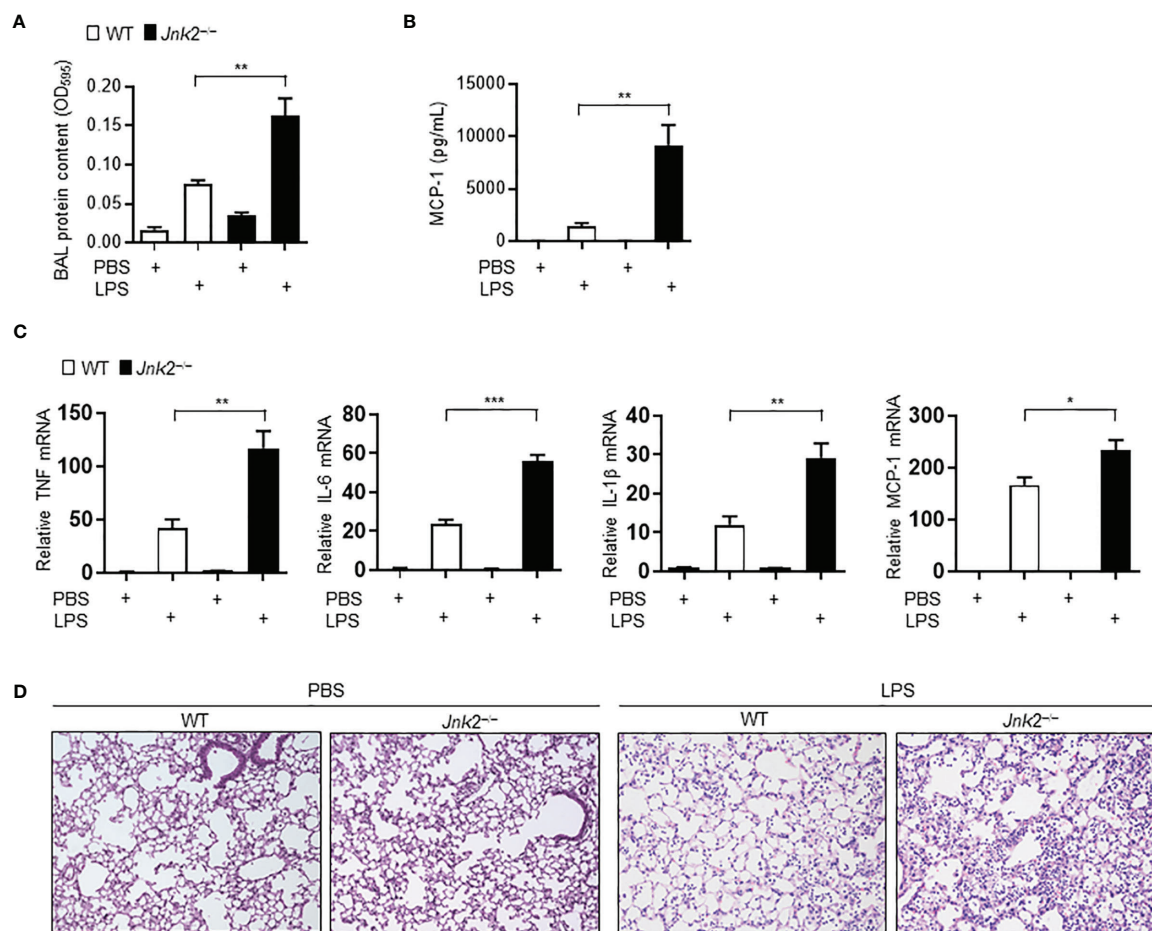 A
WT Jnk2−/−
BAL protein content (OD595)
0.20
0.15
0.10
0.05
0.00
**
PBS + +
LPS + +
B
MCP-1 (pg/mL)
15000
10000
5000
0
**
PBS + +
LPS + +
C
WT Jnk2−/−
Relative TNF mRNA
150
100
50
0
**
PBS + +
LPS + +
Relative IL-6 mRNA
80
60
40
20
0
***
PBS + +
LPS + +
Relative IL-1β mRNA
40
30
20
10
0
**
PBS + +
LPS + +
Relative MCP-1 mRNA
300
200
100
0
*
PBS + +
LPS + +
D
PBS LPS
WT Jnk2−/− WT Jnk2−/−